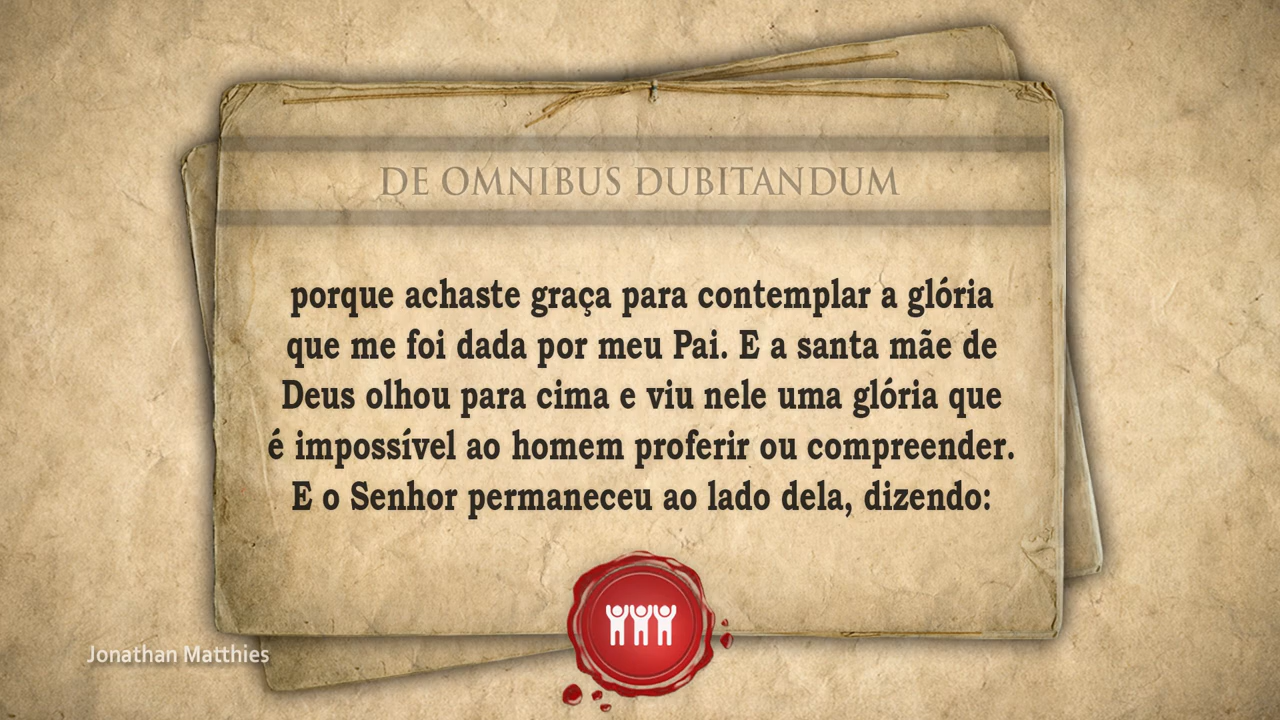 DE OMNIBUS DUBITANDUM
porque achaste graça para contemplar a glória
que me foi dada por meu Pai. E a santa mãe de
Deus olhou para cima e viu nele uma glória que
é impossível ao homem proferir ou compreender.
E o Senhor permaneceu ao lado dela, dizendo:
Jonathan Matthies